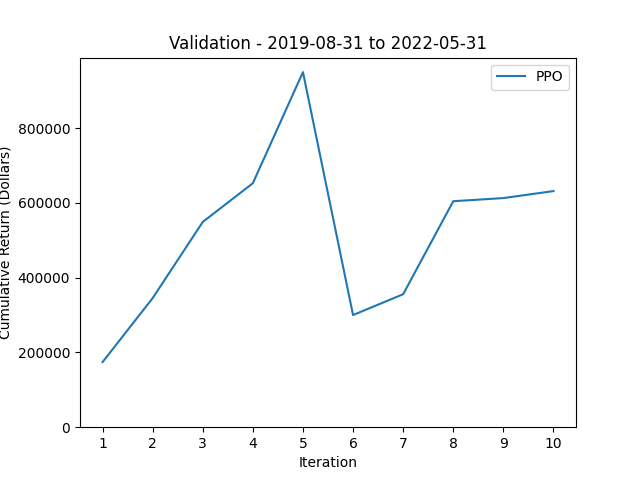 Validation - 2019-08-31 to 2022-05-31
PPO
Cumulative Return (Dollars)
800000
600000
400000
200000
0
1 2 3 4 5 6 7 8 9 10
Iteration